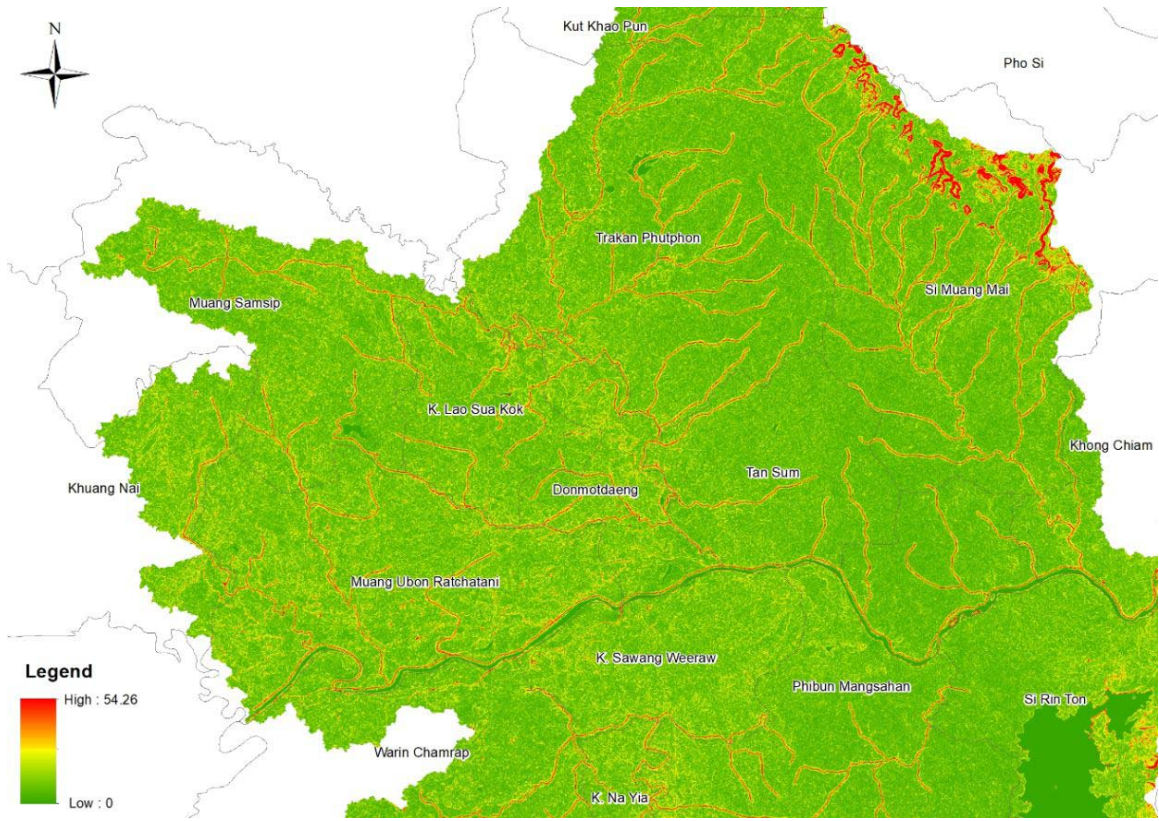 N
Kut Khao Pun
Pho Si
Trakan Phutphon
Muang Samsip
Si Muang Mai
K. Lao Sua Kok
Khong Chiam
Tan Sum
Khuang Nai
Donmotdaeng
Muang Ubon Ratchatani
K. Sawang Weeraw
Phibun Mangsahan
Si Rin Ton
Warin Chamrap
K. Na Yia
Legend
High : 54.26
Low : 0